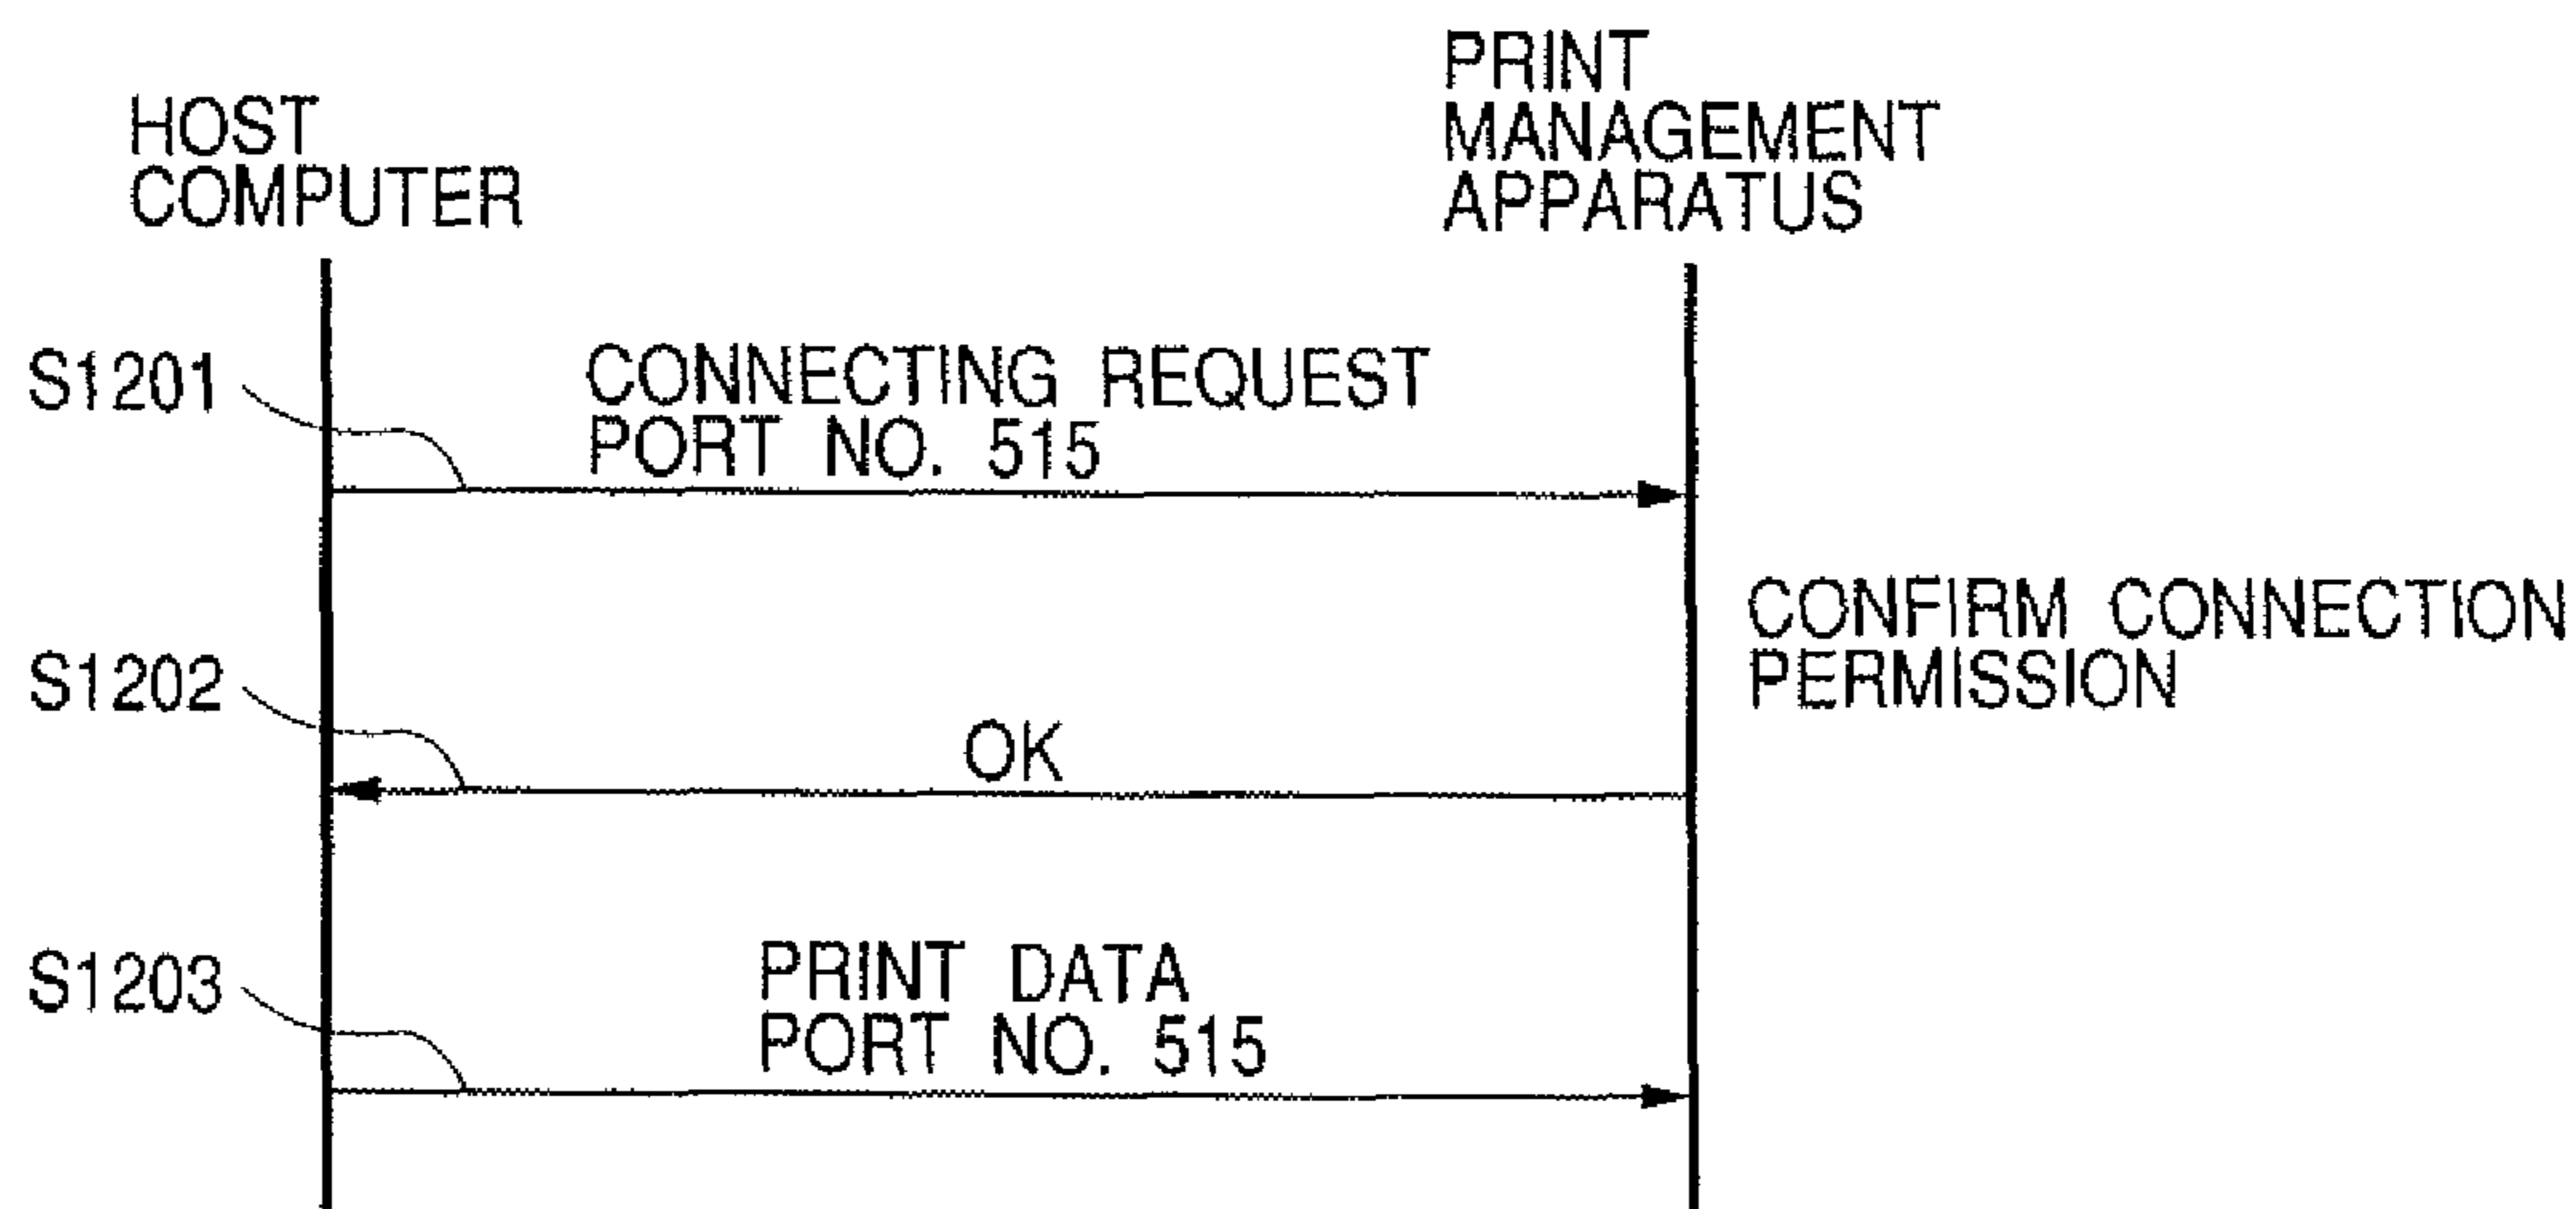 HOST
COMPUTER
PRINT
MANAGEMENT
APPARATUS
S1201
CONNECTING REQUEST
PORT NO. 515
CONFIRM CONNECTION
PERMISSION
S1202
OK
S1203
PRINT DATA
PORT NO. 515